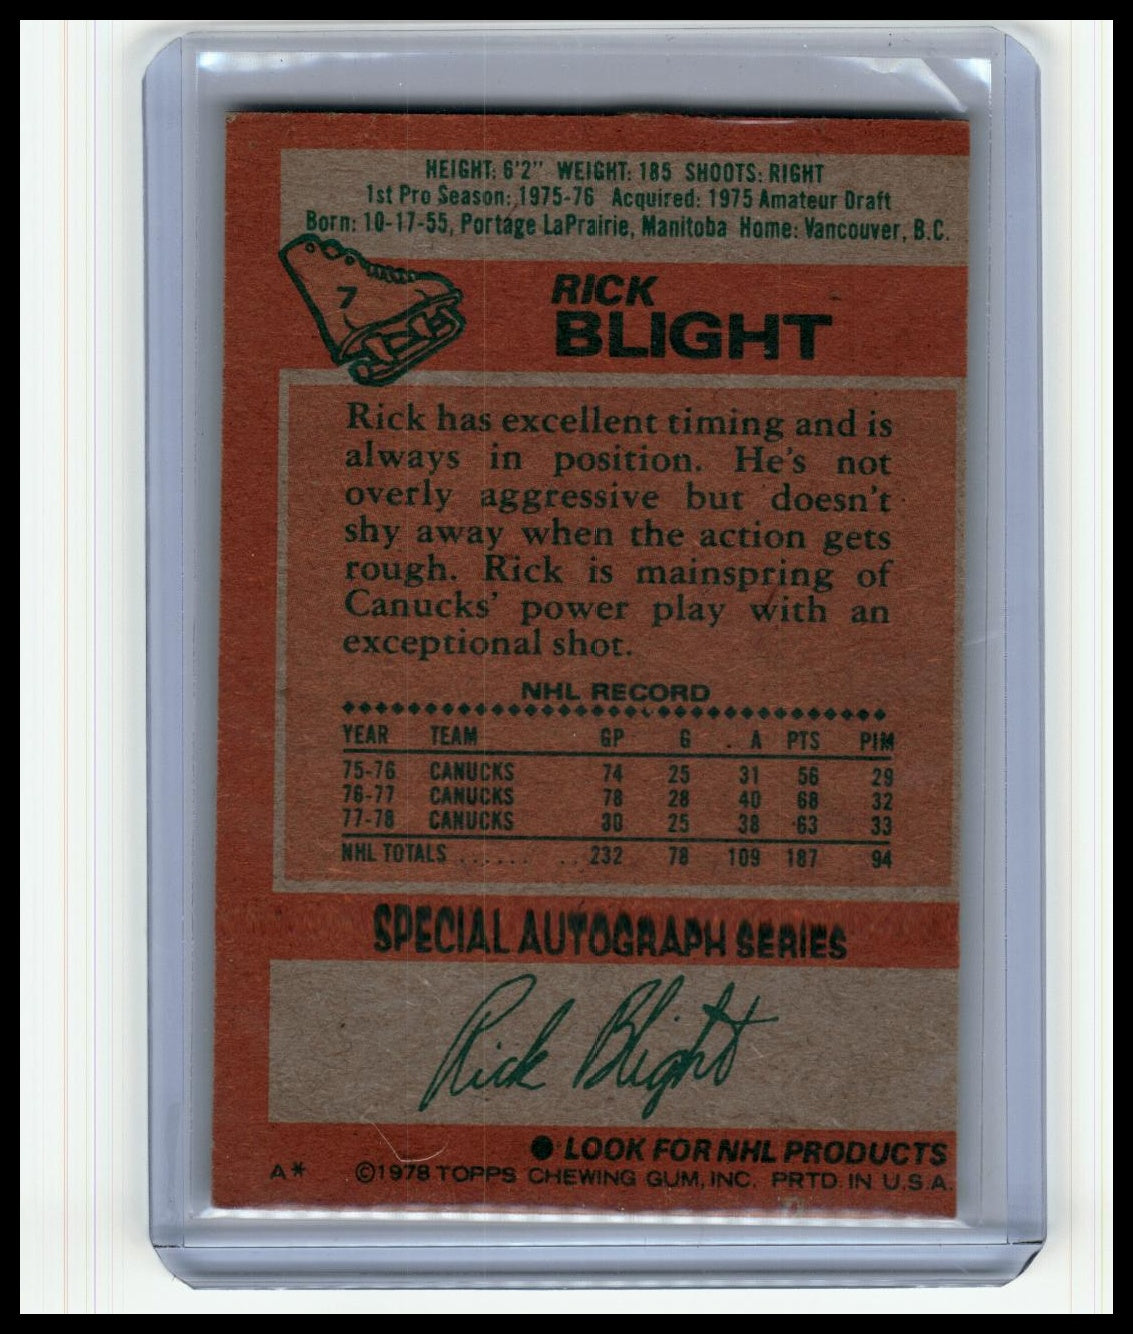 HEIGHT: 6'2" WEIGHT: 185 SHOOTS: RIGHT
1st Pro Season: 1975-76 Acquired: 1975 Amateur Draft
Born: 10-17-55, Portage LaPrairie, Manitoba Home: Vancouver, B.C.
7
RICK
BLIGHT
Rick has excellent timing and is
always in position. He's not
overly aggressive but doesn't
shy away when the action gets
rough. Rick is mainspring of
Canucks' power play with an
exceptional shot.
NHL RECORD
YEAR TEAM GP G A PTS PIM
75-76 CANUCKS 74 25 31 56 29
76-77 CANUCKS 78 28 40 68 32
77-78 CANUCKS 80 25 38 63 33
NHL TOTALS ........ 232 78 109 187 94
SPECIAL AUTOGRAPH SERIES
Rick Blight
● LOOK FOR NHL PRODUCTS
A* ©1978 TOPPS CHEWING GUM, INC. PRTD. IN U.S.A.